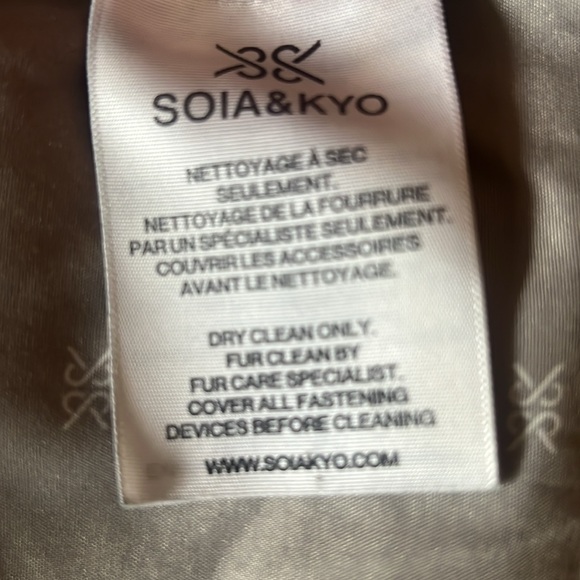 SOIA&KYO
NETTOYAGE À SEC
SEULEMENT.
NETTOYAGE DE LA FOURRURE
PAR UN SPÉCIALISTE SEULEMENT.
COUVRIR LES ACCESSOIRES
AVANT LE NETTOYAGE.
DRY CLEAN ONLY.
FUR CLEAN BY
FUR CARE SPECIALIST.
COVER ALL FASTENING
DEVICES BEFORE CLEANING
WWW.SOIAKYO.COM